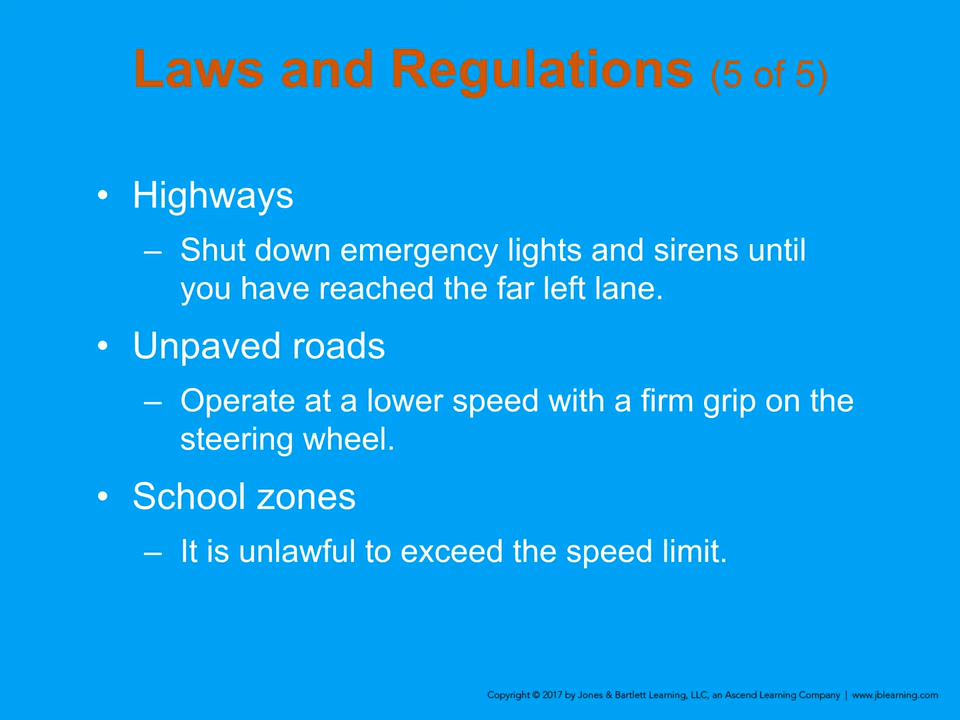 Laws and Regulations (5 of 5)
• Highways
– Shut down emergency lights and sirens until
you have reached the far left lane.
• Unpaved roads
– Operate at a lower speed with a firm grip on the
steering wheel.
• School zones
– It is unlawful to exceed the speed limit.
Copyright © 2017 by Jones & Bartlett Learning, LLC, an Ascend Learning Company | www.jblearning.com